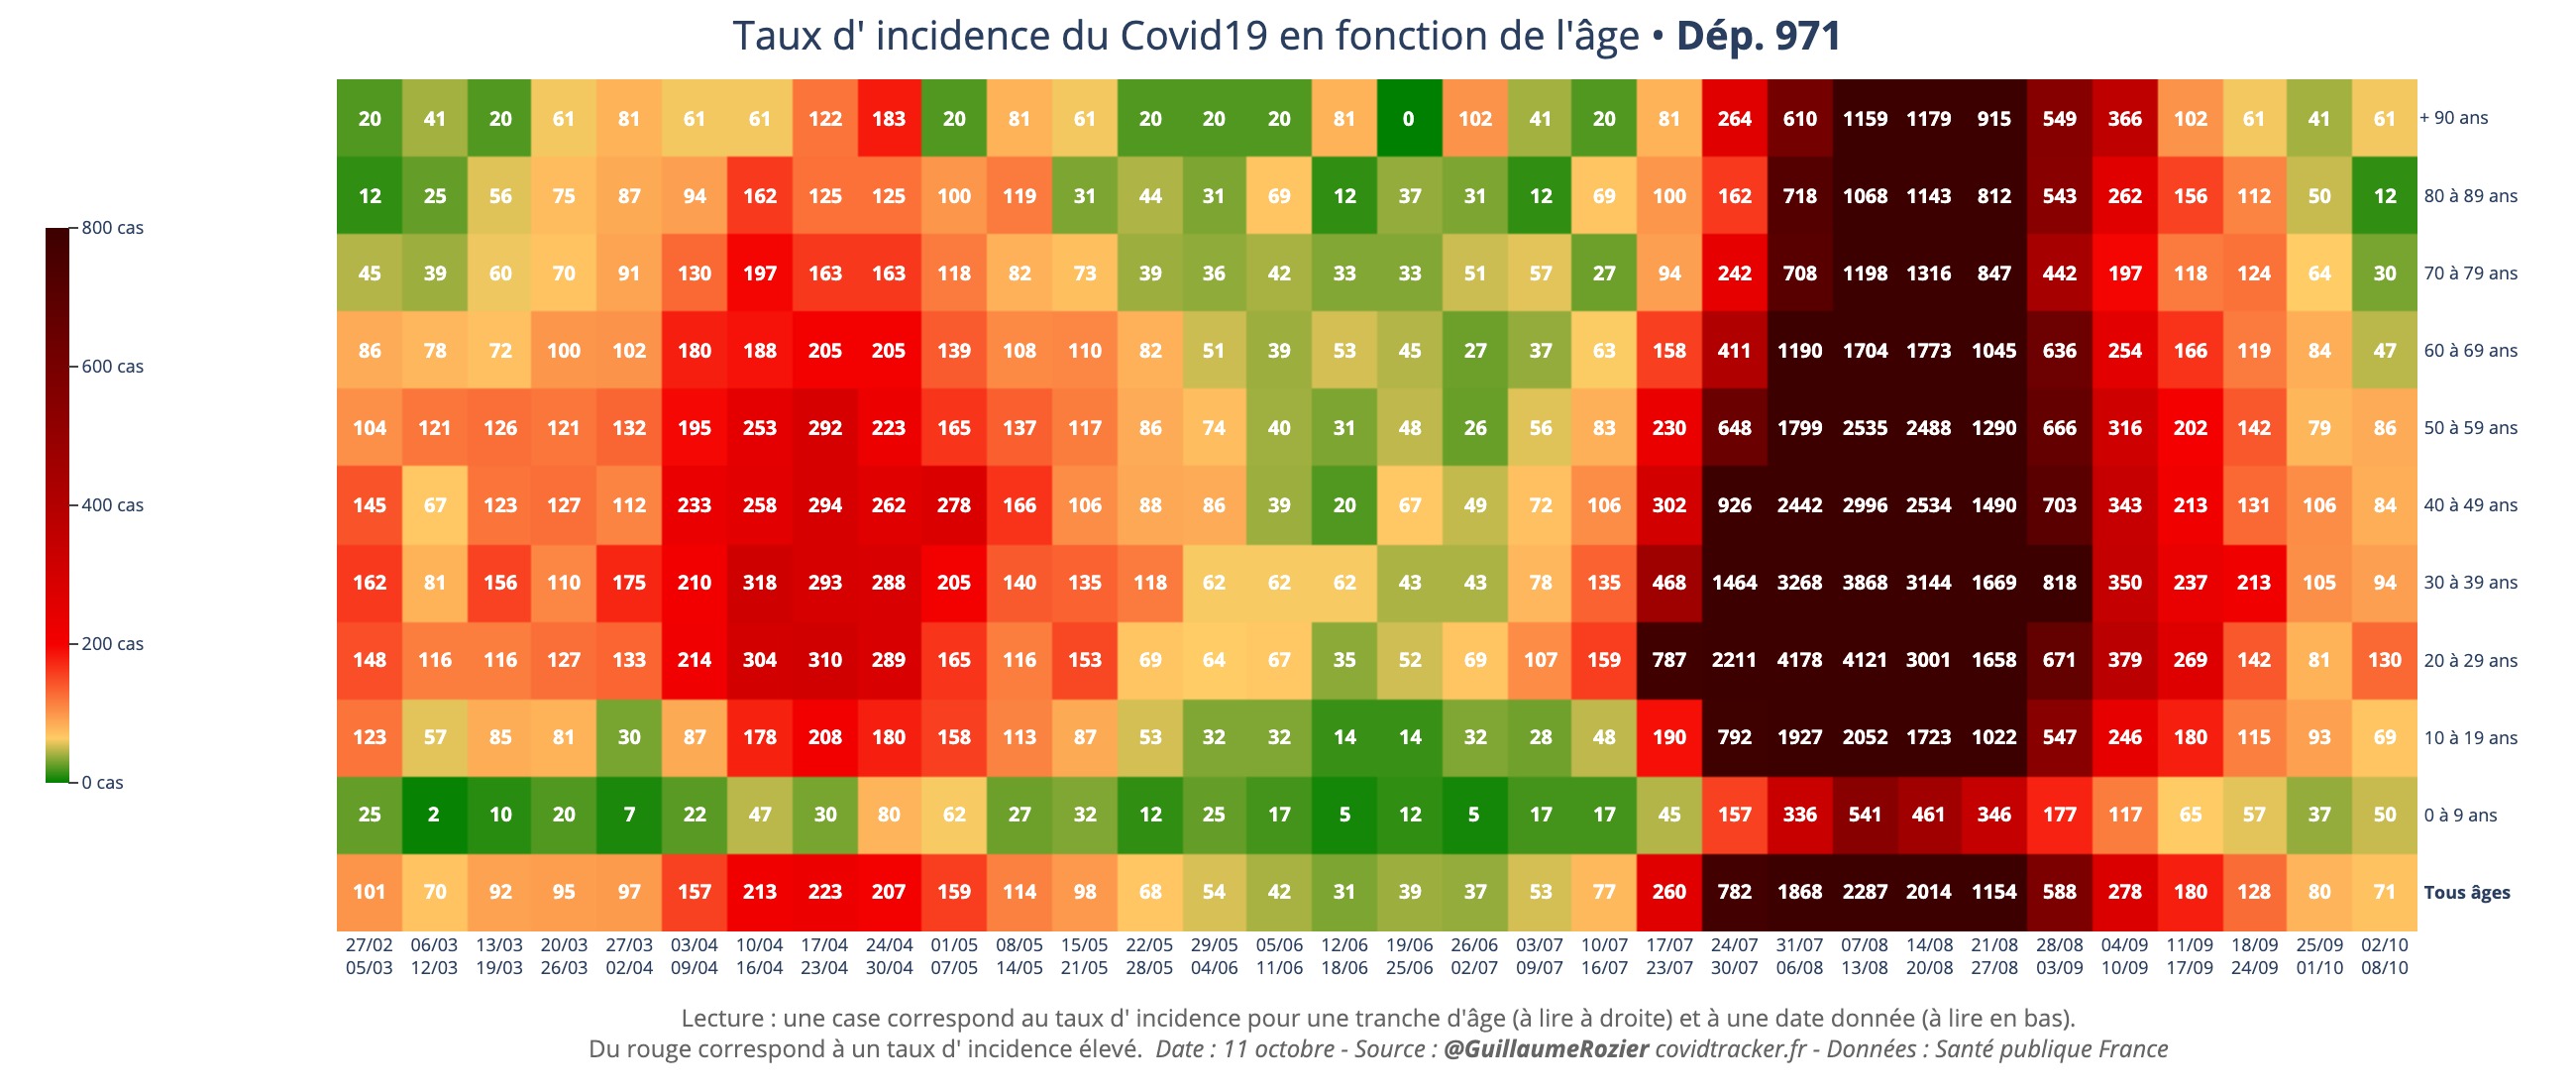 Taux d' incidence du Covid19 en fonction de l'âge • Dép. 971
800 cas
600 cas
400 cas
200 cas
0 cas
20 41 20 61 81 61 61 122 183 20 81 61 20 20 20 81 0 102 41 20 81 264 610 1159 1179 915 549 366 102 61 41 61 + 90 ans
12 25 56 75 87 94 162 125 125 100 119 31 44 31 69 12 37 31 12 69 100 162 718 1068 1143 812 543 262 156 112 50 12 80 à 89 ans
45 39 60 70 91 130 197 163 163 118 82 73 39 36 42 33 33 51 57 27 94 242 708 1198 1316 847 442 197 118 124 64 30 70 à 79 ans
86 78 72 100 102 180 188 205 205 139 108 110 82 51 39 53 45 27 37 63 158 411 1190 1704 1773 1045 636 254 166 119 84 47 60 à 69 ans
104 121 126 121 132 195 253 292 223 165 137 117 86 74 40 31 48 26 56 83 230 648 1799 2535 2488 1290 666 316 202 142 79 86 50 à 59 ans
145 67 123 127 112 233 258 294 262 278 166 106 88 86 39 20 67 49 72 106 302 926 2442 2996 2534 1490 703 343 213 131 106 84 40 à 49 ans
162 81 156 110 175 210 318 293 288 205 140 135 118 62 62 62 43 43 78 135 468 1464 3268 3868 3144 1669 818 350 237 213 105 94 30 à 39 ans
148 116 116 127 133 214 304 310 289 165 116 153 69 64 67 35 52 69 107 159 787 2211 4178 4121 3001 1658 671 379 269 142 81 130 20 à 29 ans
123 57 85 81 30 87 178 208 180 158 113 87 53 32 32 14 14 32 28 48 190 792 1927 2052 1723 1022 547 246 180 115 93 69 10 à 19 ans
25 2 10 20 7 22 47 30 80 62 27 32 12 25 17 5 12 5 17 17 45 157 336 541 461 346 177 117 65 57 37 50 0 à 9 ans
101 70 92 95 97 157 213 223 207 159 114 98 68 54 42 31 39 37 53 77 260 782 1868 2287 2014 1154 588 278 180 128 80 71 Tous âges
27/02 06/03 13/03 20/03 27/03 03/04 10/04 17/04 24/04 01/05 08/05 15/05 22/05 29/05 05/06 12/06 19/06 26/06 03/07 10/07 17/07 24/07 31/07 07/08 14/08 21/08 28/08 04/09 11/09 18/09 25/09 02/10
05/03 12/03 19/03 26/03 02/04 09/04 16/04 23/04 30/04 07/05 14/05 21/05 28/05 04/06 11/06 18/06 25/06 02/07 09/07 16/07 23/07 30/07 06/08 13/08 20/08 27/08 03/09 10/09 17/09 24/09 01/10 08/10
Lecture : une case correspond au taux d' incidence pour une tranche d'âge (à lire à droite) et à une date donnée (à lire en bas).
Du rouge correspond à un taux d' incidence élevé. Date : 11 octobre - Source : @GuillaumeRozier covidtracker.fr - Données : Santé publique France